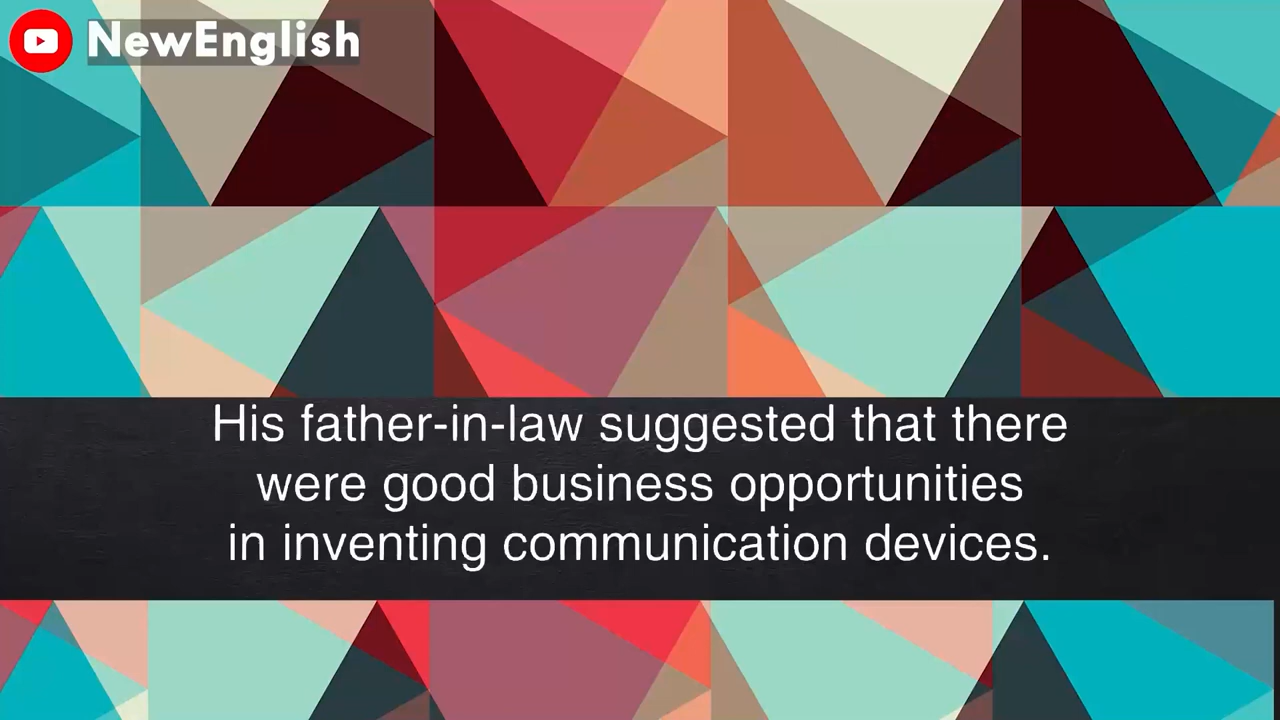 NewEnglish
His father-in-law suggested that there
were good business opportunities
in inventing communication devices.